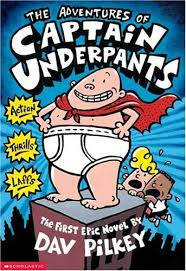 THE ADVENTURES OF
CAPTAIN
UNDERPANTS
ACTION
THRILLS
LAFFS
THE FIRST EPIC NOVEL BY
DAV PILKEY
SCHOLASTIC